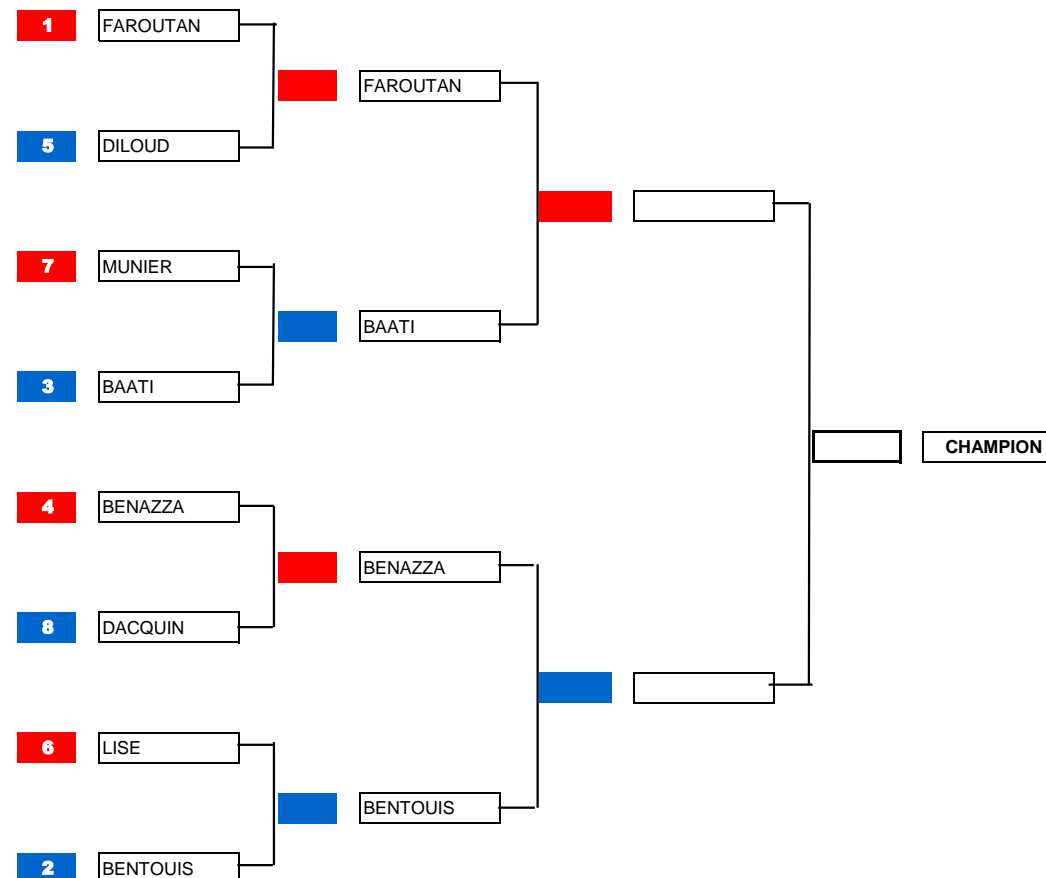 1 FAROUTAN
FAROUTAN
5 DILOUD
7 MUNIER
BAATI
3 BAATI
CHAMPION
4 BENAZZA
BENAZZA
8 DACQUIN
6 LISE
BENTOUIS
2 BENTOUIS